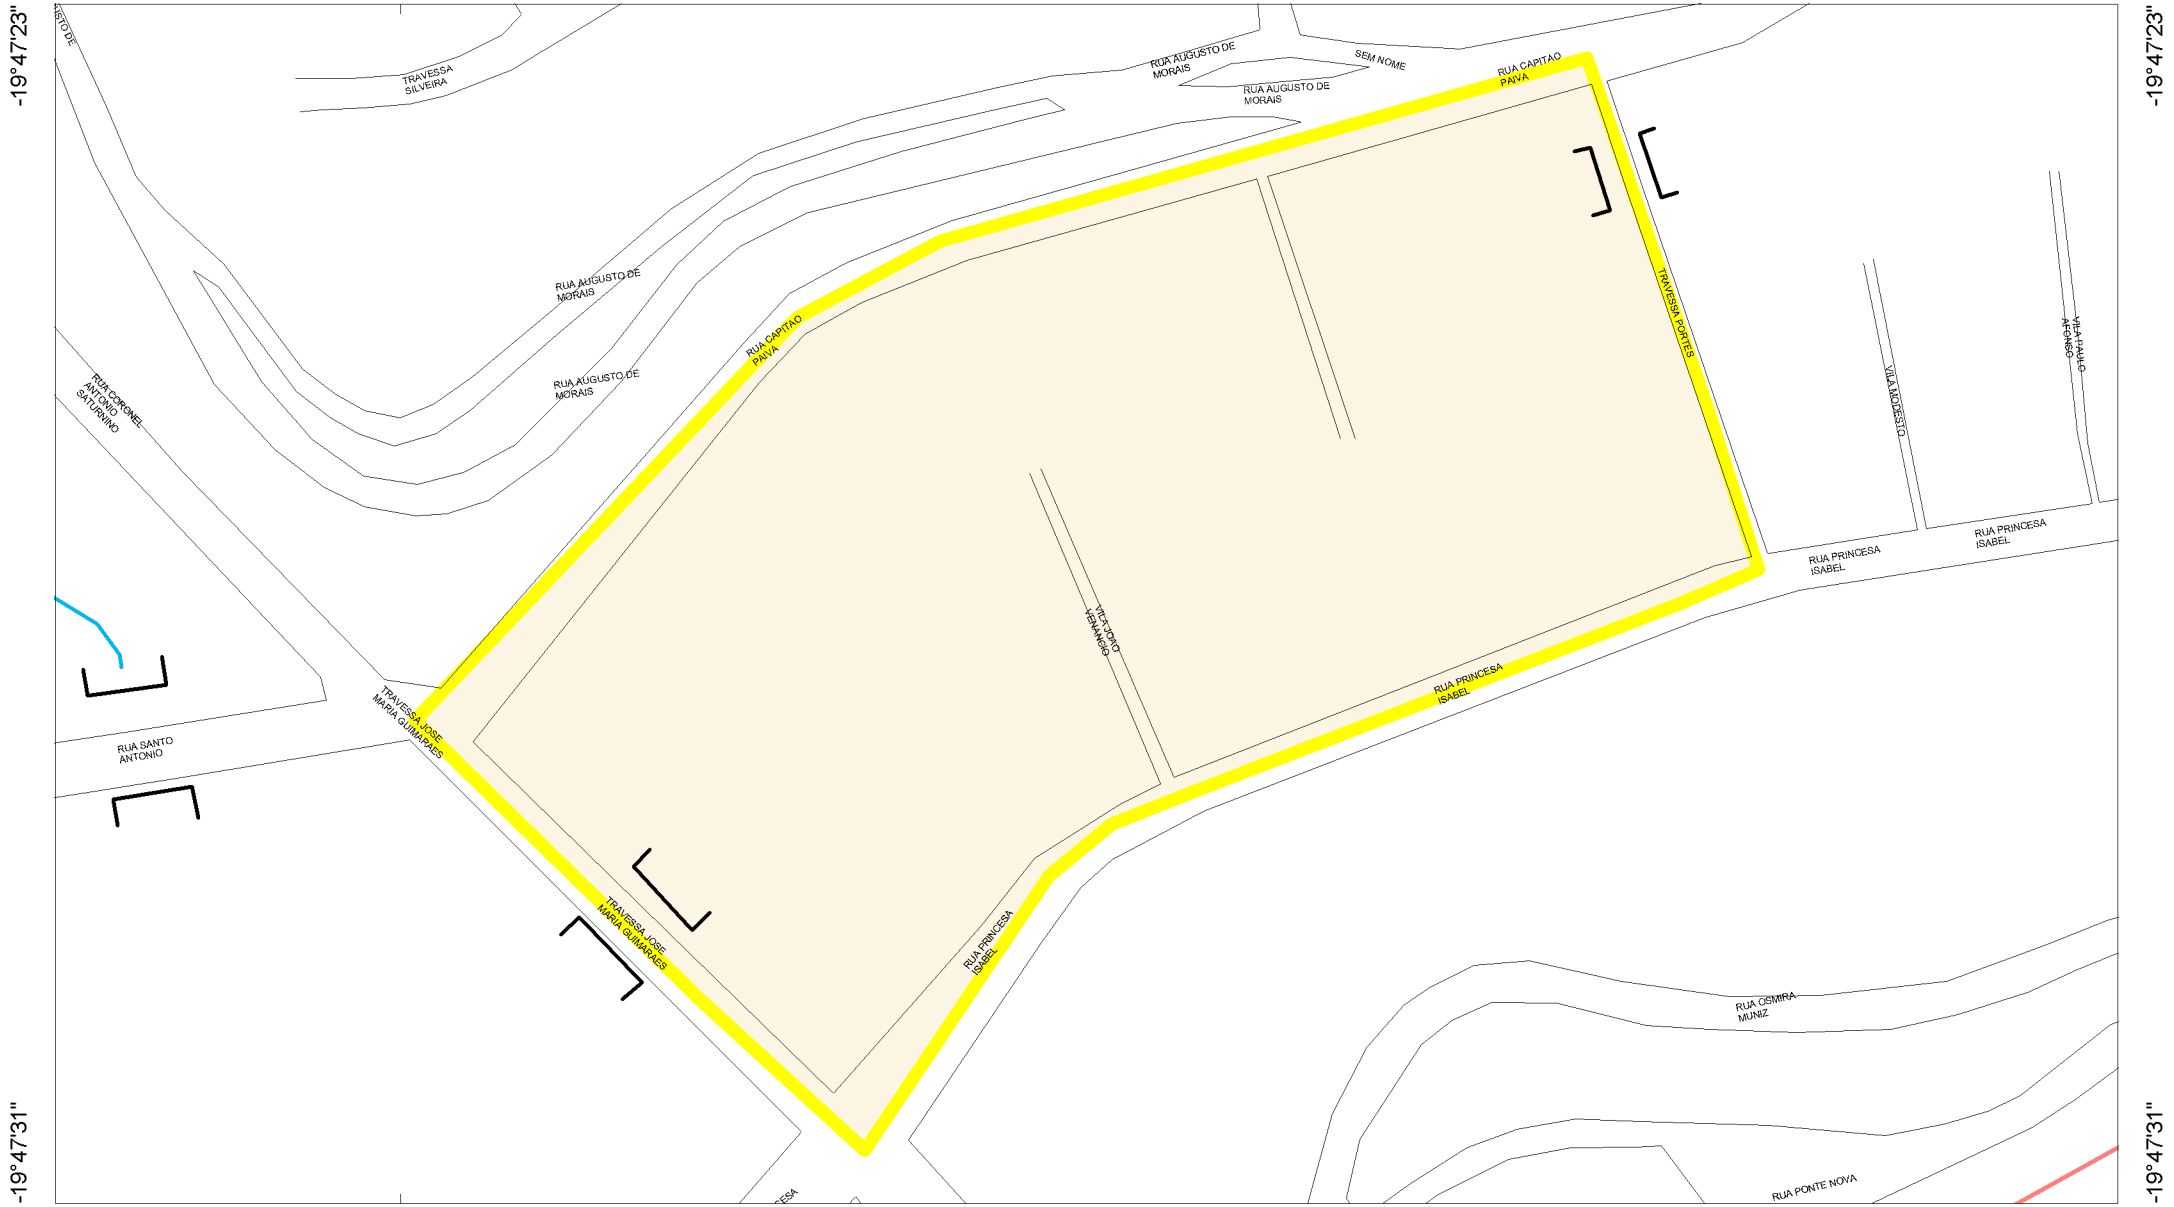 -19°47'23"
-19°47'23"
USTO DE
TRAVESSA
SILVEIRA
RUA AUGUSTO DE
MORAIS
SEM NOME
RUA CAPITAO
PAIVA
RUA AUGUSTO DE
MORAIS
RUA AUGUSTO DE
MORAIS
RUA CAPITAO
PAIVA
TRAVESSA PORTES
VILA PAULO
AFONSO
RUA AUGUSTO DE
MORAIS
RUA CORONEL
ANTONIO
SATURNINO
VILA MODESTO
RUA PRINCESA
ISABEL
RUA PRINCESA
ISABEL
VILA JOAO
VENANCIO
RUA PRINCESA
ISABEL
TRAVESSA JOSE
MARIA GUIMARAES
RUA SANTO
ANTONIO
TRAVESSA JOSE
MARIA GUIMARAES
RUA PRINCESA
ISABEL
RUA OSMIRA
MUNIZ
RUA PONTE NOVA
CESA
-19°47'31"
-19°47'31"